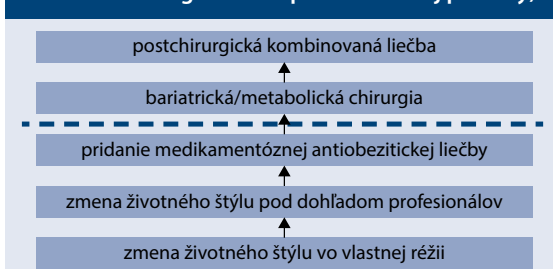 postchirurgická kombinovaná liečba
bariatrická/metabolická chirurgia
pridanie medikamentóznej antiobezitickej liečby
zmena životného štýlu pod dohľadom profesionálov
zmena životného štýlu vo vlastnej réžii